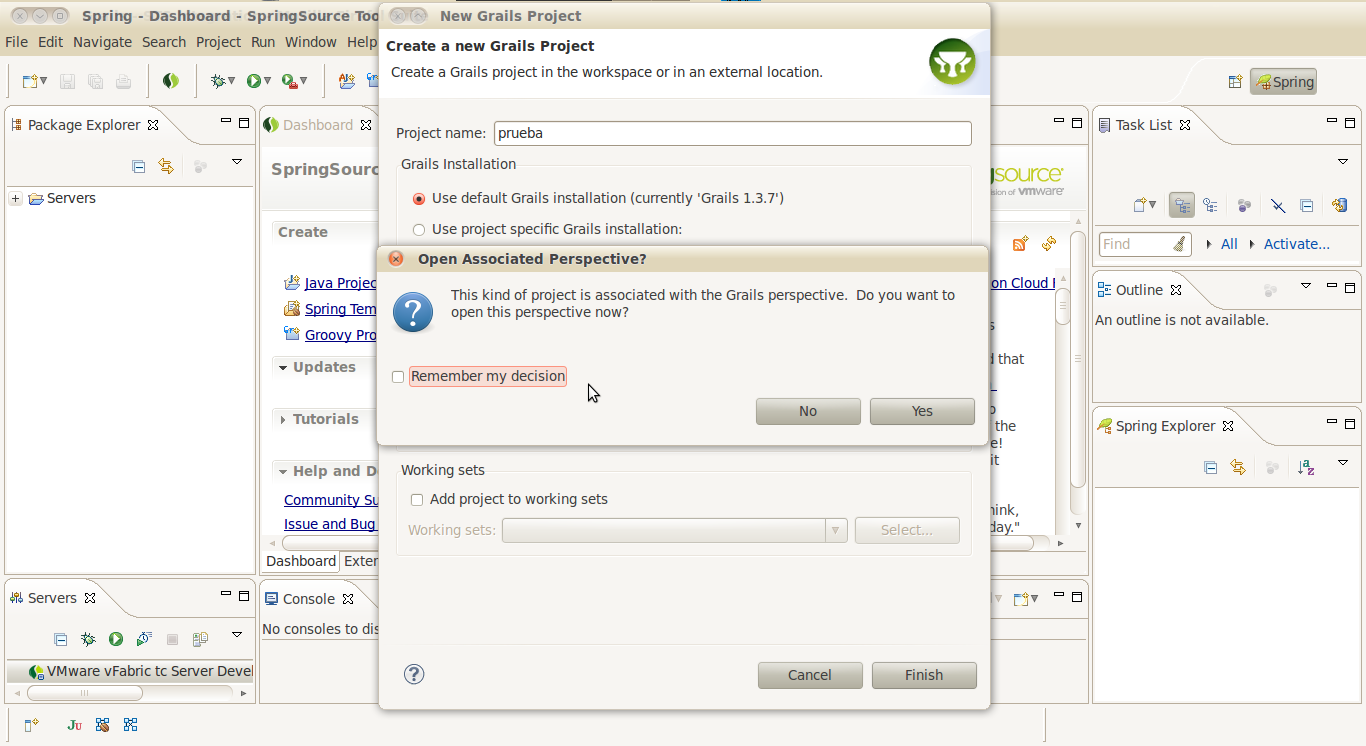 Spring - Dashboard - SpringSource Too
New Grails Project
File Edit Navigate Search Project Run Window Help
Create a new Grails Project
Create a Grails project in the workspace or in an external location.
Spring
Package Explorer
Dashboard
Task List
Project name: prueba
SpringSourc
source
ision of vmware
Grails Installation
Servers
Use default Grails installation (currently 'Grails 1.3.7')
Use project specific Grails installation:
Create
Find
All
Activate...
Open Associated Perspective?
Java Projec
on Cloud F
Outline
This kind of project is associated with the Grails perspective. Do you want to
open this perspective now?
Spring Tem
An outline is not available.
Groovy Pro
d that
Updates
Remember my decision
No
Yes
Tutorials
the
Spring Explorer
e!
it
Help and D
Working sets
Community Su
Add project to working sets
hink,
Issue and Bug
day."
Working sets:
Select...
Dashboard
Exter
Servers
Console
No consoles to dis
VMware vFabric tc Server Devel
Cancel
Finish
JU